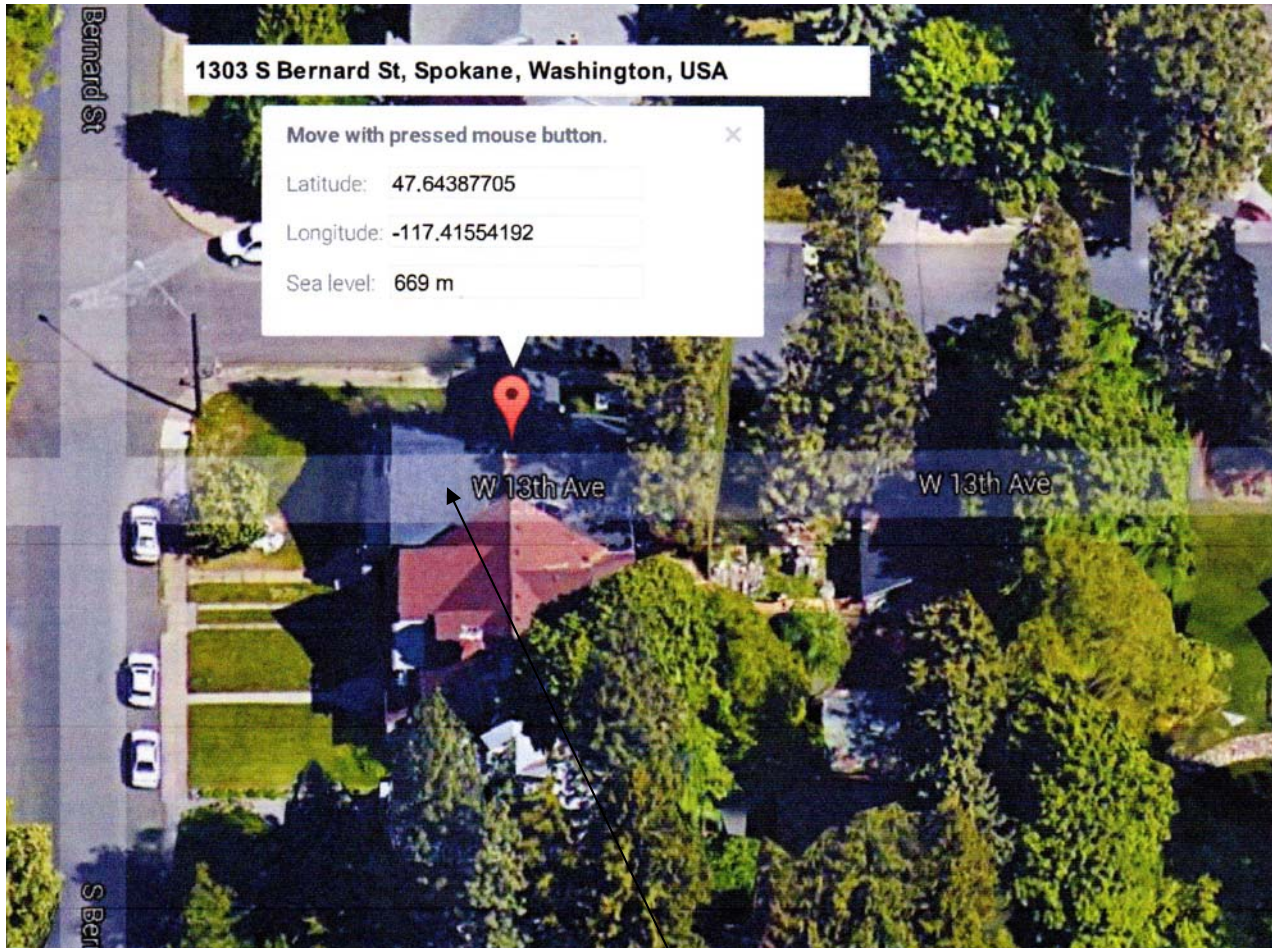 Bernard St
1303 S Bernard St, Spokane, Washington, USA
Move with pressed mouse button.
Latitude: 47.64387705
Longitude: -117.41554192
Sea level: 669 m
W 13th Ave
W 13th Ave
S Ber